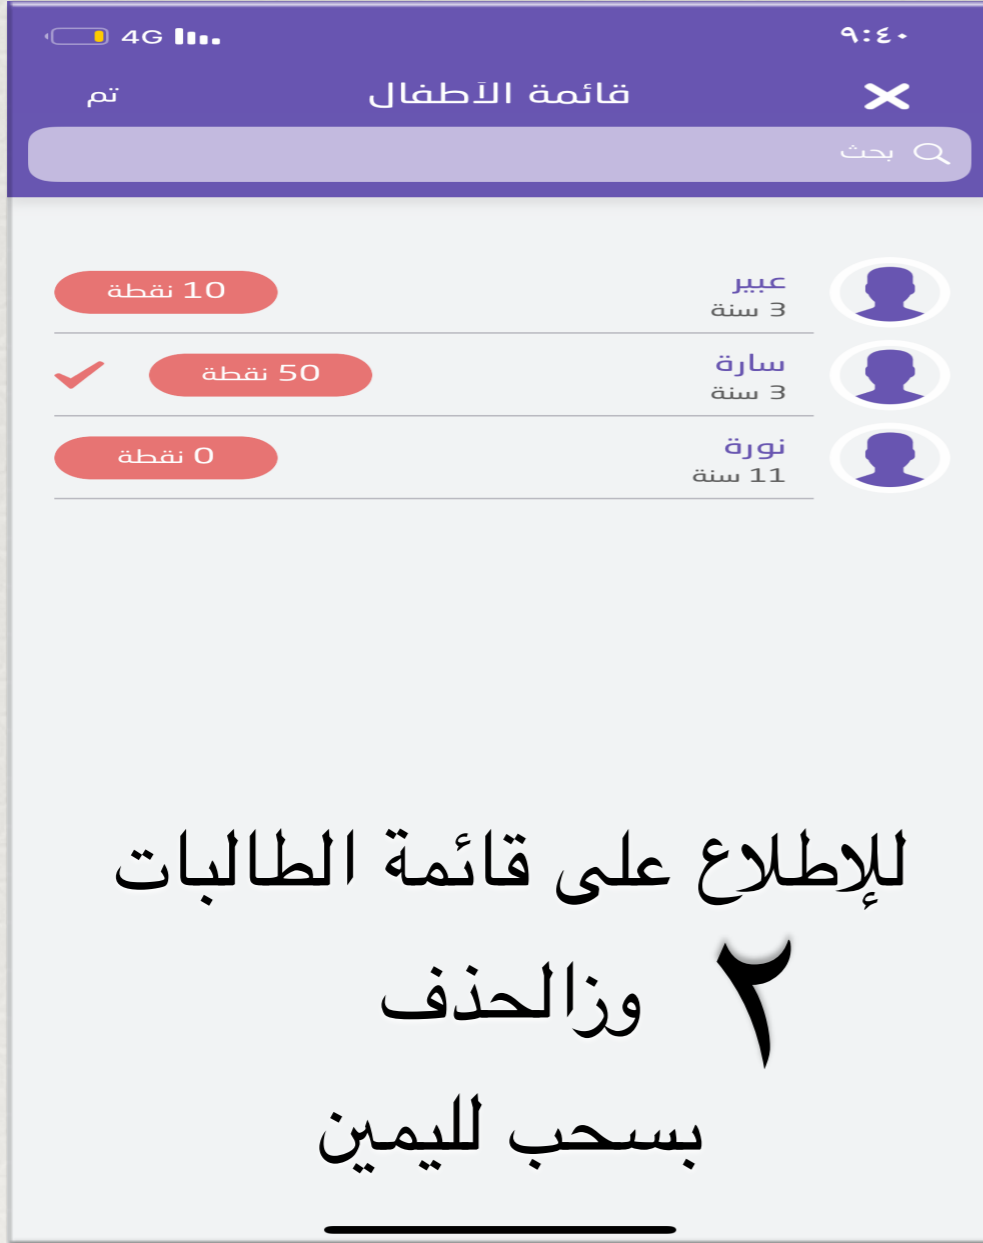 ٩:٤٠ 4G
قائمة الأطفال تم
بحث
عبير
3 سنة
10 نقطة
سارة
3 سنة
50 نقطة
نورة
11 سنة
0 نقطة
للإطلاع على قائمة الطالبات
٢ وزالحذف
بسحب لليمين